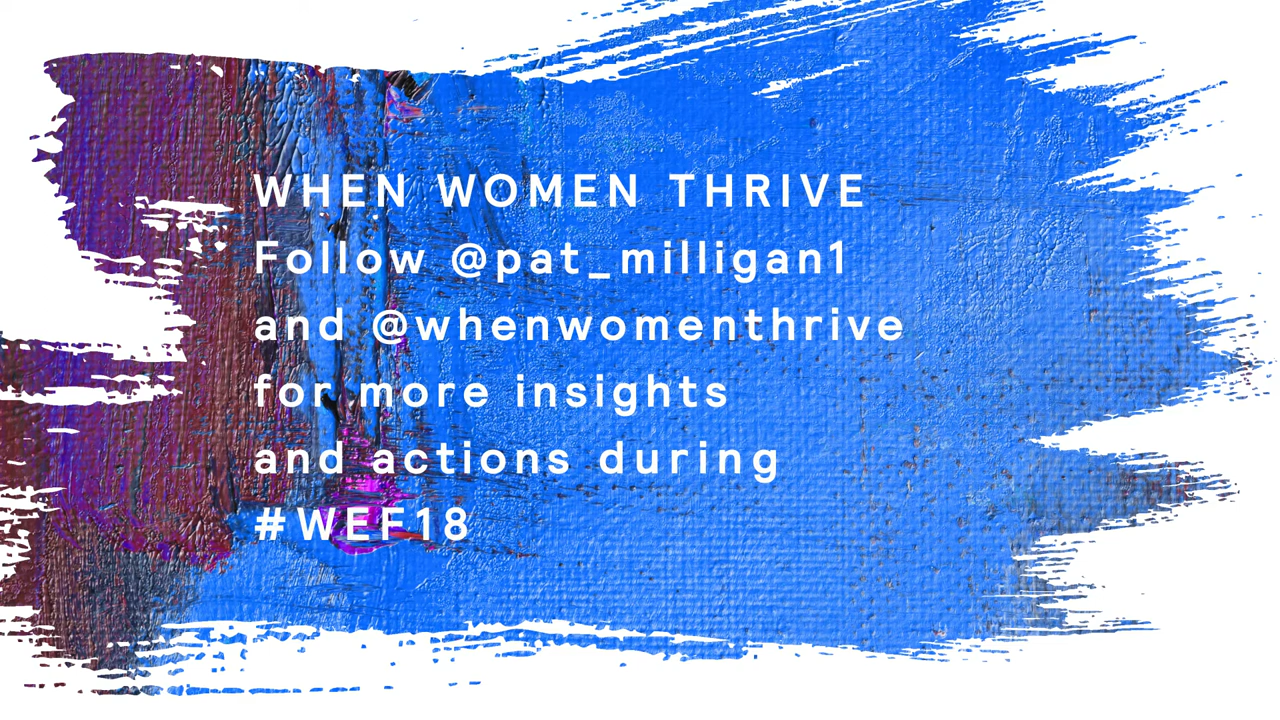 WHEN WOMEN THRIVE
Follow @pat_milligan1
and @whenwomenthrive
for more insights
and actions during
#WEF18